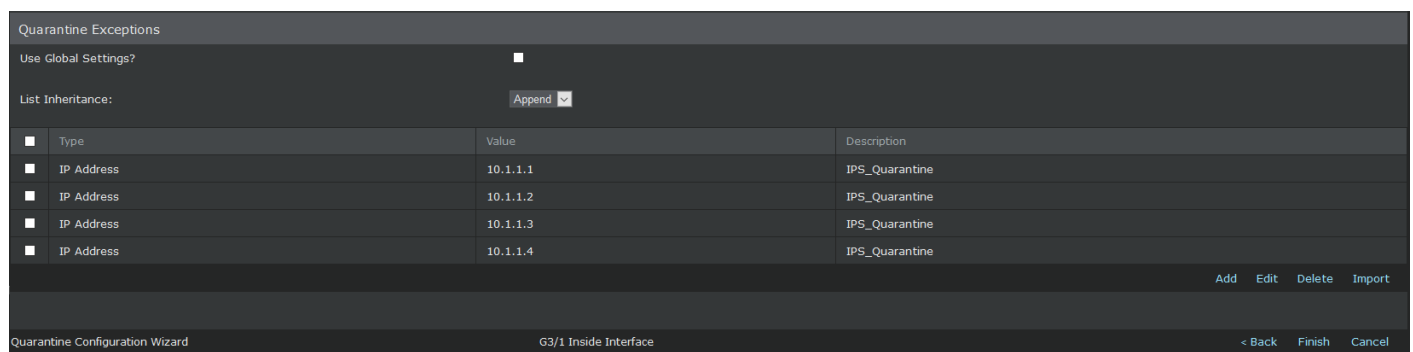 Quarantine Exceptions
Use Global Settings?
List Inheritance: Append
Type Value Description
IP Address 10.1.1.1 IPS_Quarantine
IP Address 10.1.1.2 IPS_Quarantine
IP Address 10.1.1.3 IPS_Quarantine
IP Address 10.1.1.4 IPS_Quarantine
Add Edit Delete Import
Quarantine Configuration Wizard G3/1 Inside Interface < Back Finish Cancel